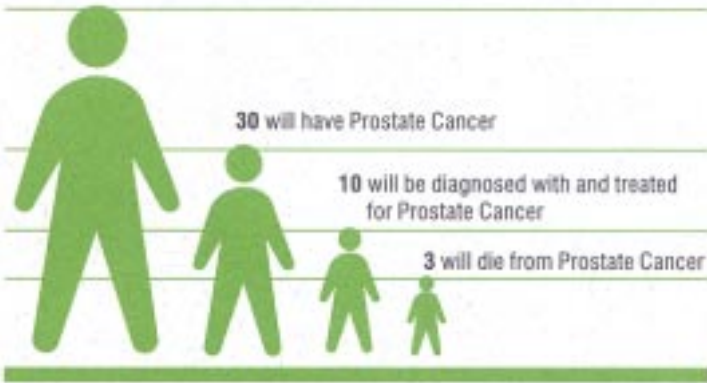 30 will have Prostate Cancer
10 will be diagnosed with and treated
for Prostate Cancer
3 will die from Prostate Cancer